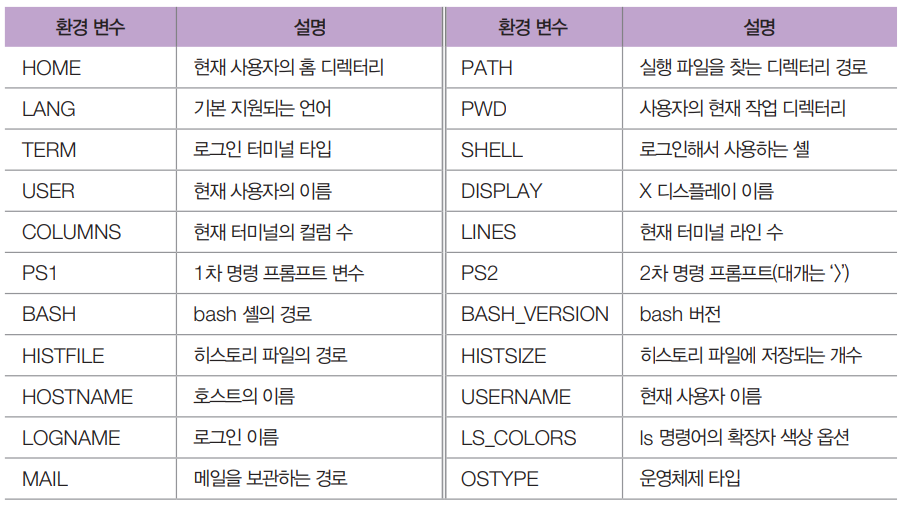 환경 변수 설명 환경 변수 설명
HOME 현재 사용자의 홈 디렉터리 PATH 실행 파일을 찾는 디렉터리 경로
LANG 기본 지원되는 언어 PWD 사용자의 현재 작업 디렉터리
TERM 로그인 터미널 타입 SHELL 로그인해서 사용하는 셸
USER 현재 사용자의 이름 DISPLAY X 디스플레이 이름
COLUMNS 현재 터미널의 컬럼 수 LINES 현재 터미널 라인 수
PS1 1차 명령 프롬프트 변수 PS2 2차 명령 프롬프트(대개는 ‘>’)
BASH bash 셸의 경로 BASH_VERSION bash 버전
HISTFILE 히스토리 파일의 경로 HISTSIZE 히스토리 파일에 저장되는 개수
HOSTNAME 호스트의 이름 USERNAME 현재 사용자 이름
LOGNAME 로그인 이름 LS_COLORS ls 명령어의 확장자 색상 옵션
MAIL 메일을 보관하는 경로 OSTYPE 운영체제 타입